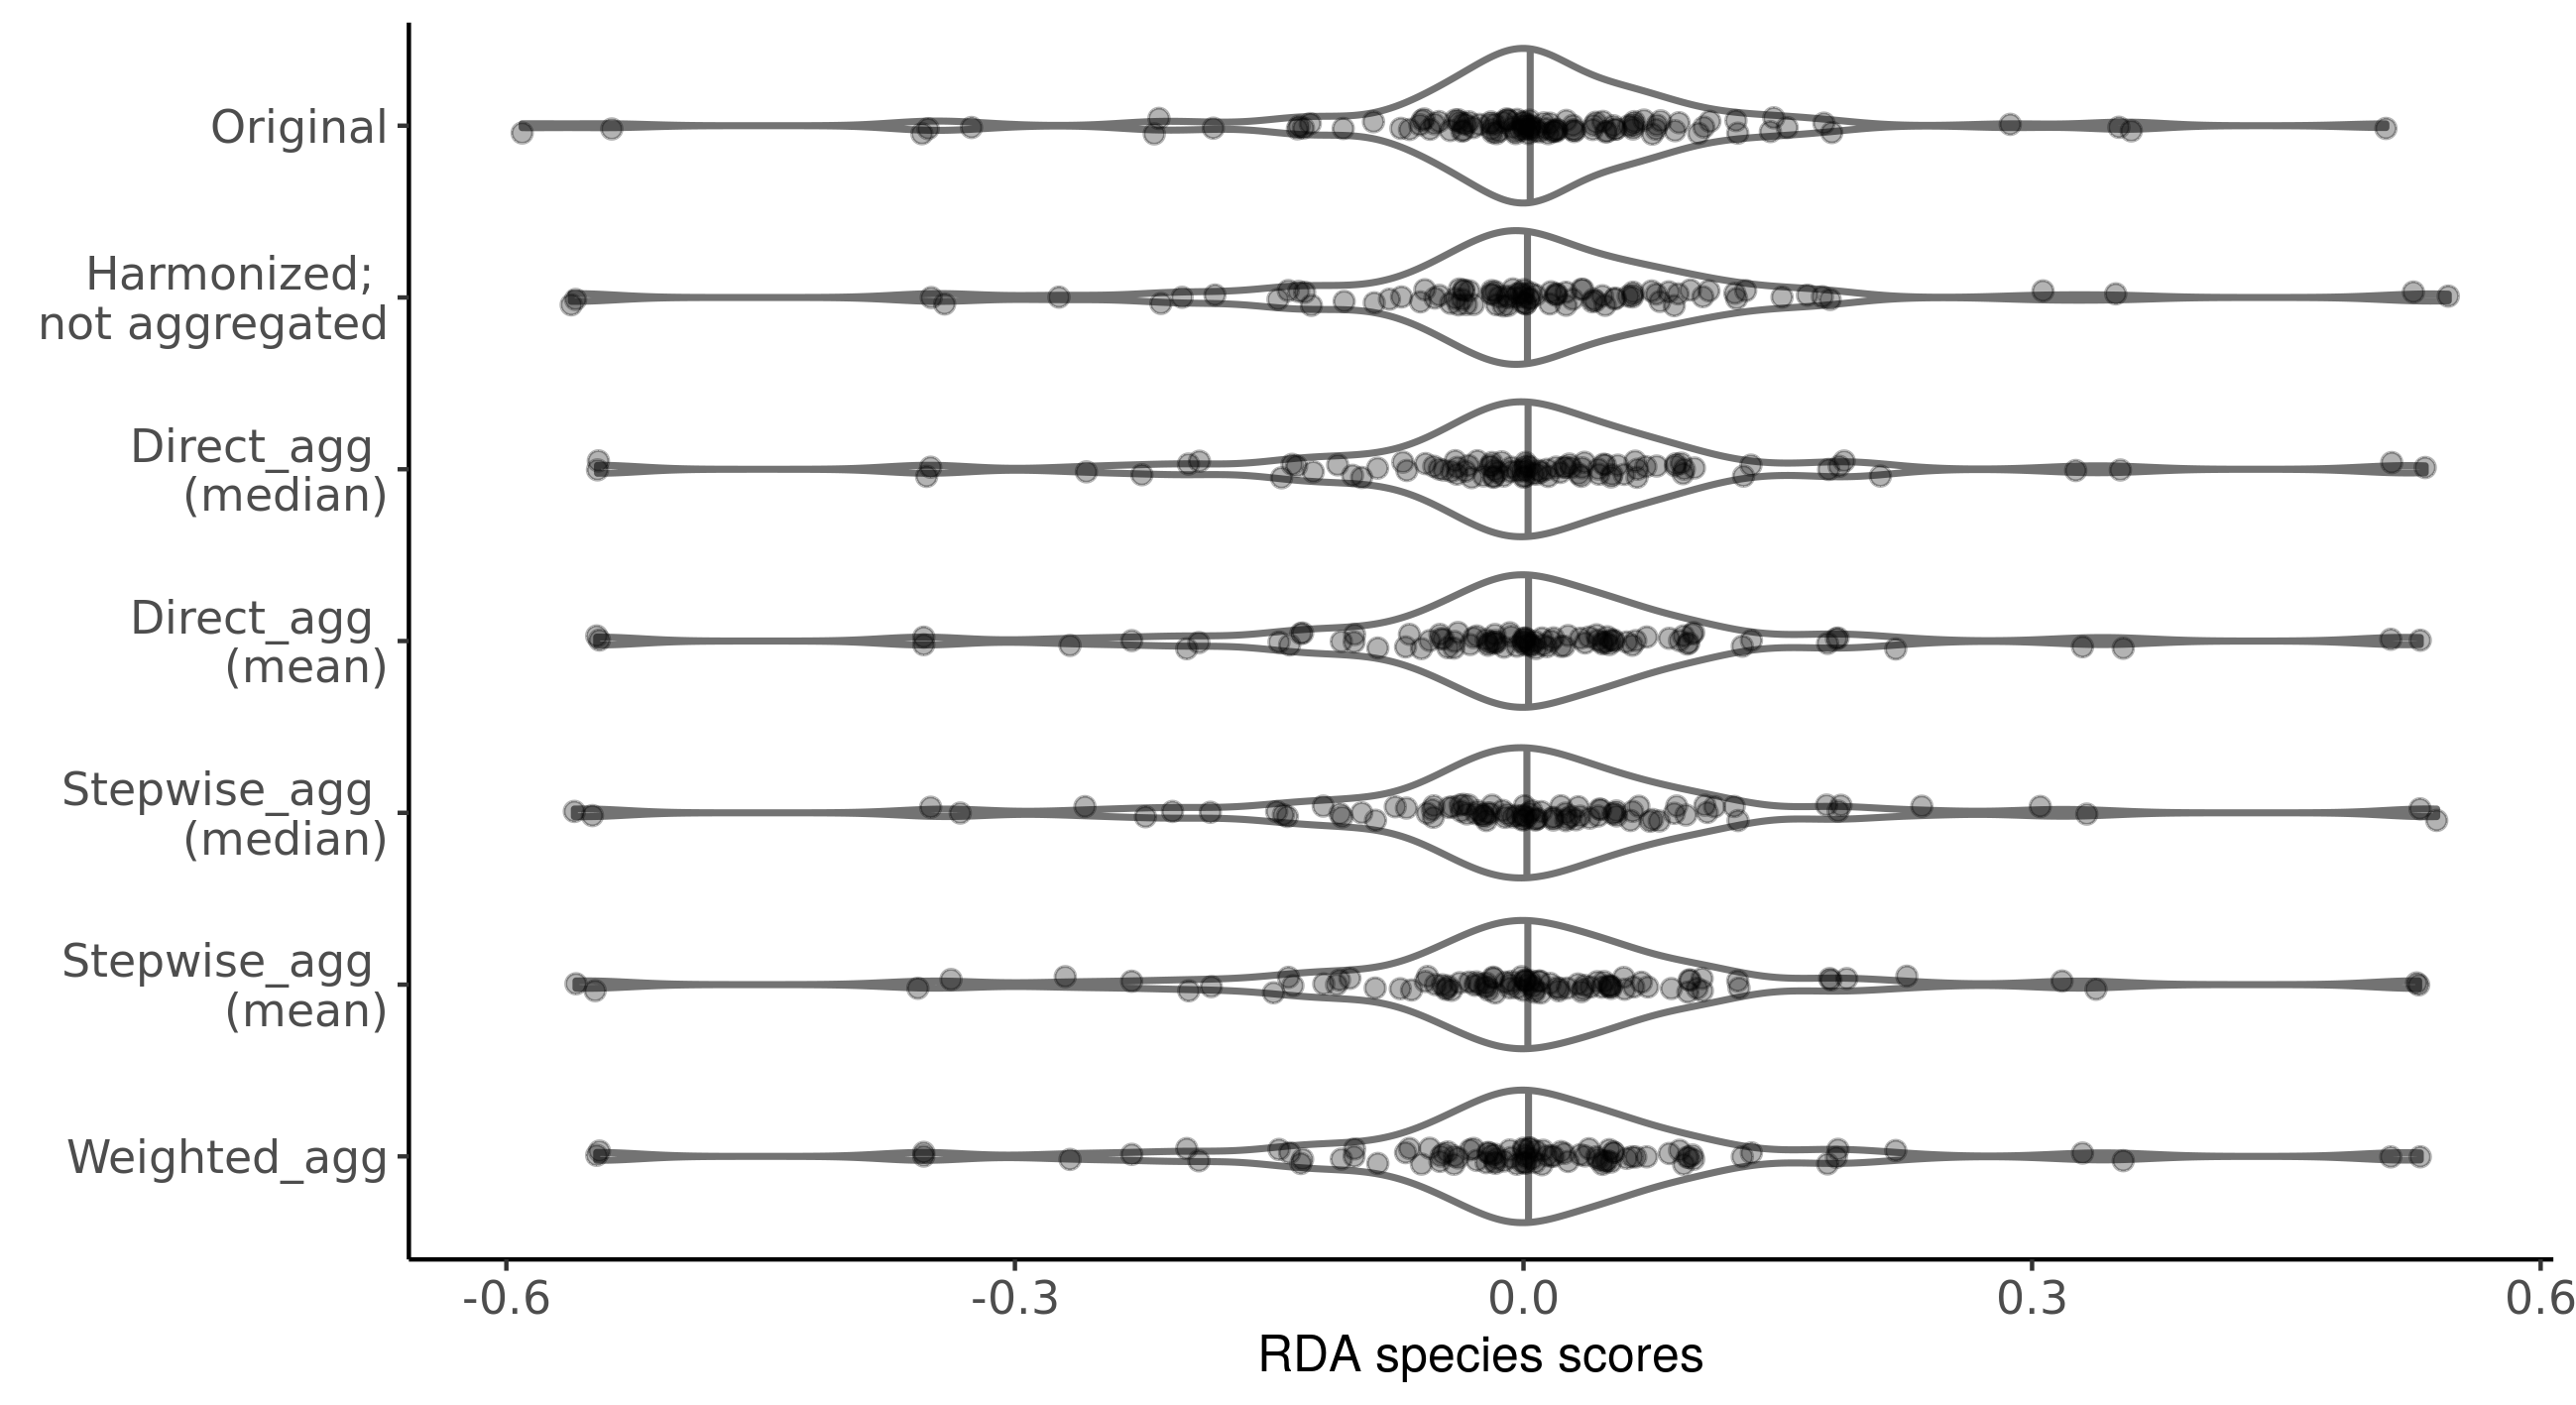 Original
Harmonized;
not aggregated
Direct_agg
(median)
Direct_agg
(mean)
Stepwise_agg
(median)
Stepwise_agg
(mean)
Weighted_agg
-0.6 -0.3 0.0 0.3 0.6
RDA species scores